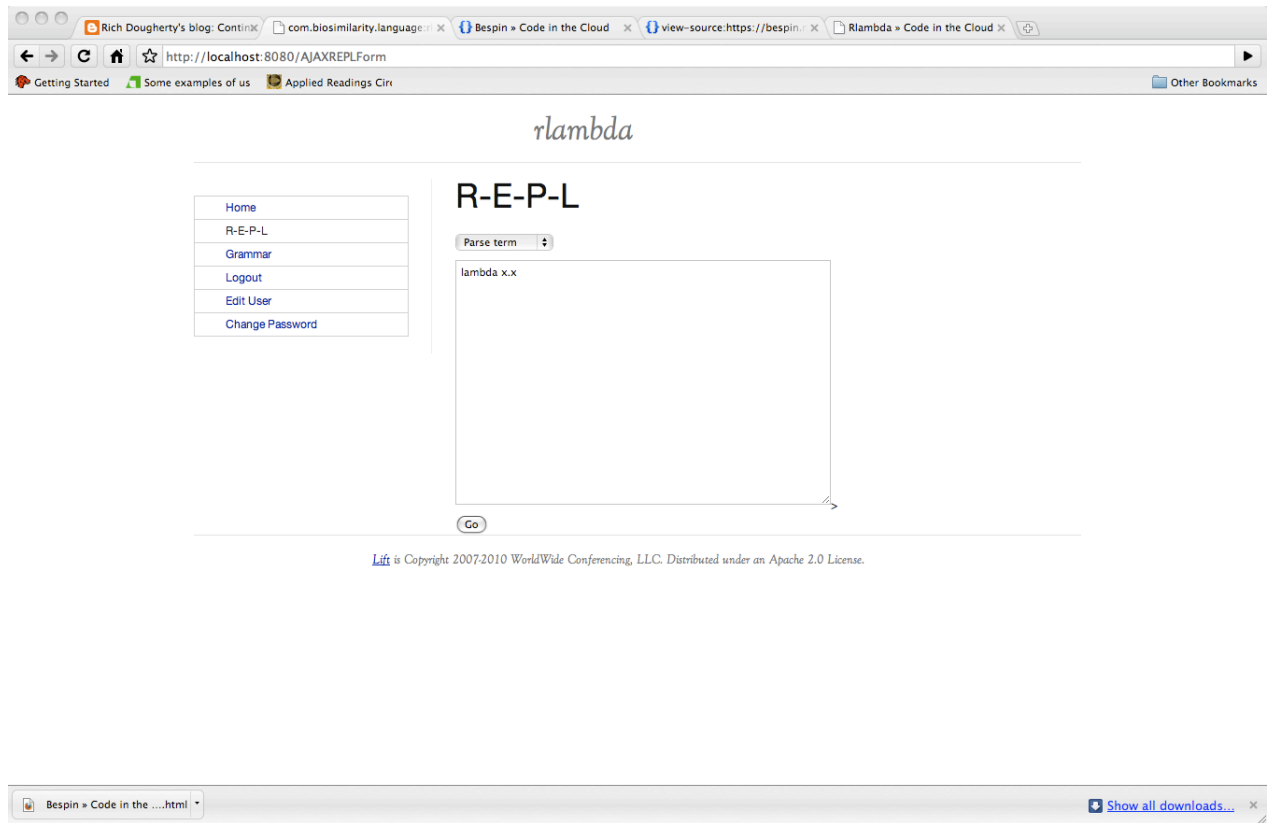 Rich Dougherty's blog: Contin
com.biosimilarity.language:r
Bespin » Code in the Cloud
view-source:https://bespin.
Rlambda » Code in the Cloud
http://localhost:8080/AJAXREPLForm
Getting Started Some examples of us Applied Readings Circ Other Bookmarks
rlambda
R-E-P-L
Home
R-E-P-L
Grammar
Logout
Edit User
Change Password
Parse term
lambda x.x
>
Go
Lift is Copyright 2007-2010 WorldWide Conferencing, LLC. Distributed under an Apache 2.0 License.
Bespin » Code in the ....html Show all downloads...